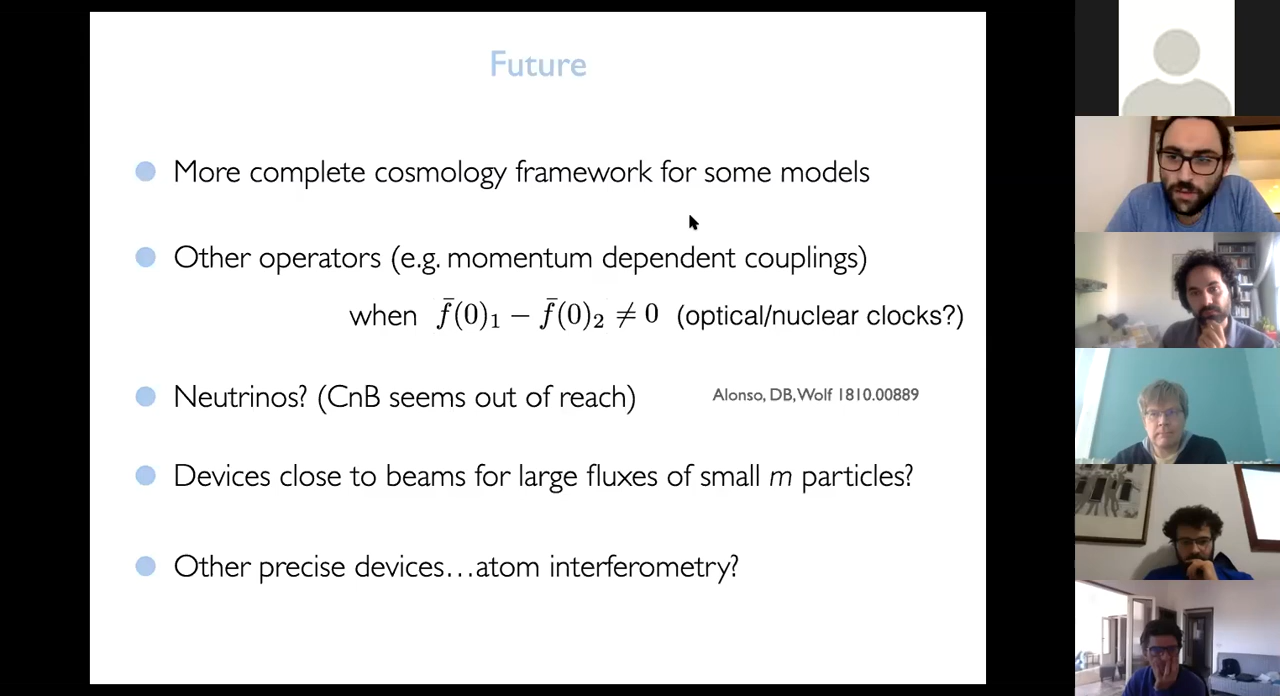 Future
More complete cosmology framework for some models
Other operators (e.g. momentum dependent couplings)
when f̄(0)₁ − f̄(0)₂ ≠ 0 (optical/nuclear clocks?)
Neutrinos? (CnB seems out of reach) Alonso, DB, Wolf 1810.00889
Devices close to beams for large fluxes of small m particles?
Other precise devices…atom interferometry?